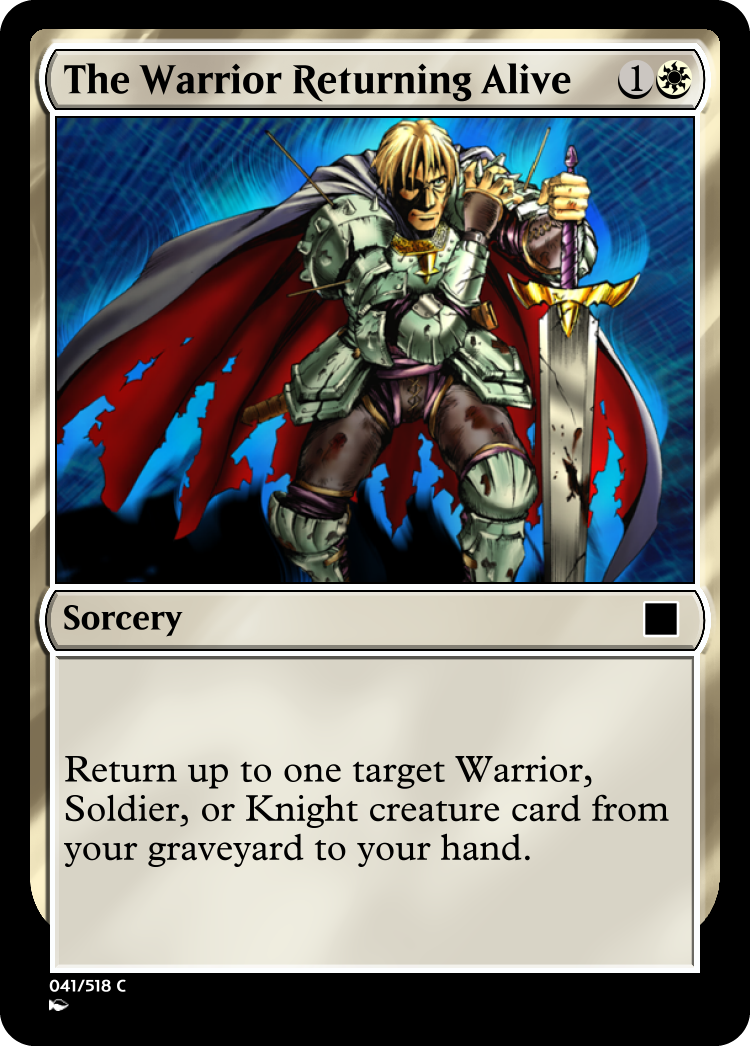 The Warrior Returning Alive 1
Sorcery
Return up to one target Warrior,
Soldier, or Knight creature card from
your graveyard to your hand.
041/518 C